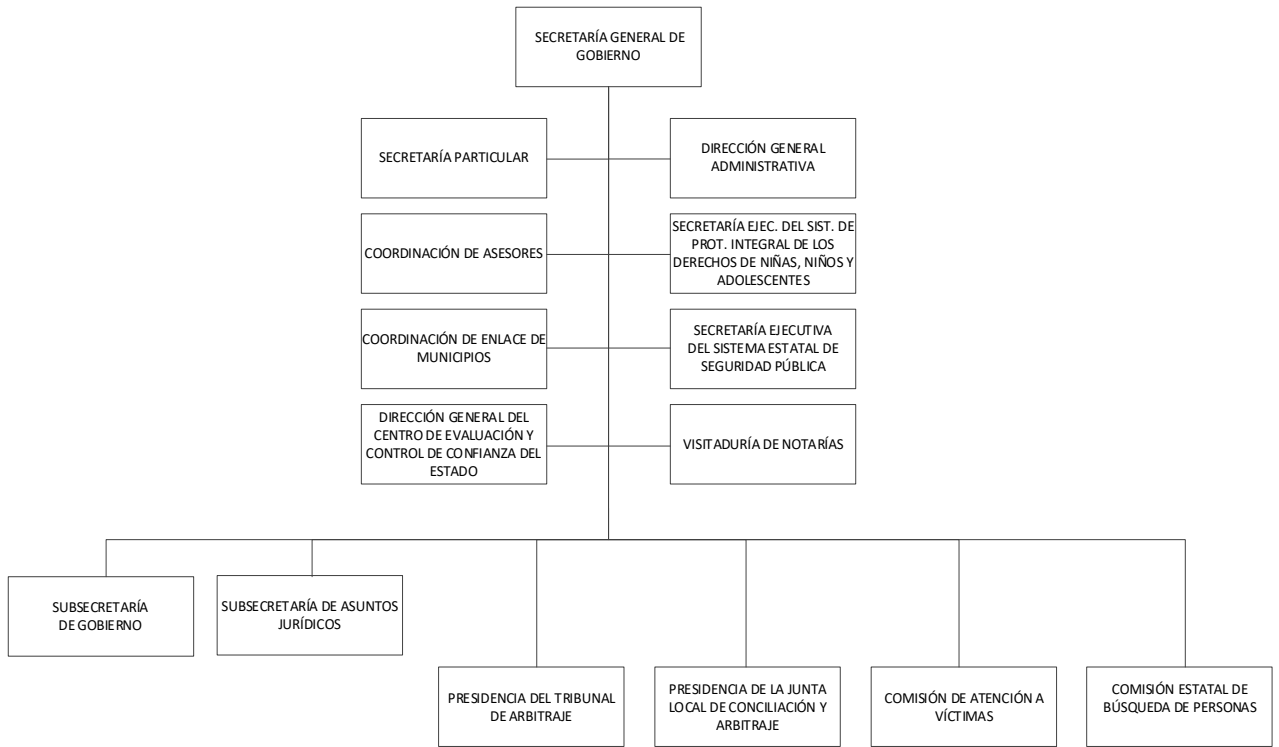 SECRETARÍA GENERAL DE
GOBIERNO
SECRETARÍA PARTICULAR
DIRECCIÓN GENERAL
ADMINISTRATIVA
COORDINACIÓN DE ASESORES
SECRETARÍA EJEC. DEL SIST. DE
PROT. INTEGRAL DE LOS
DERECHOS DE NIÑAS, NIÑOS Y
ADOLESCENTES
COORDINACIÓN DE ENLACE DE
MUNICIPIOS
SECRETARÍA EJECUTIVA
DEL SISTEMA ESTATAL DE
SEGURIDAD PÚBLICA
DIRECCIÓN GENERAL DEL
CENTRO DE EVALUACIÓN Y
CONTROL DE CONFIANZA DEL
ESTADO
VISITADURÍA DE NOTARÍAS
SUBSECRETARÍA
DE GOBIERNO
SUBSECRETARÍA DE ASUNTOS
JURÍDICOS
PRESIDENCIA DEL TRIBUNAL
DE ARBITRAJE
PRESIDENCIA DE LA JUNTA
LOCAL DE CONCILIACIÓN Y
ARBITRAJE
COMISIÓN DE ATENCIÓN A
VÍCTIMAS
COMISIÓN ESTATAL DE
BÚSQUEDA DE PERSONAS